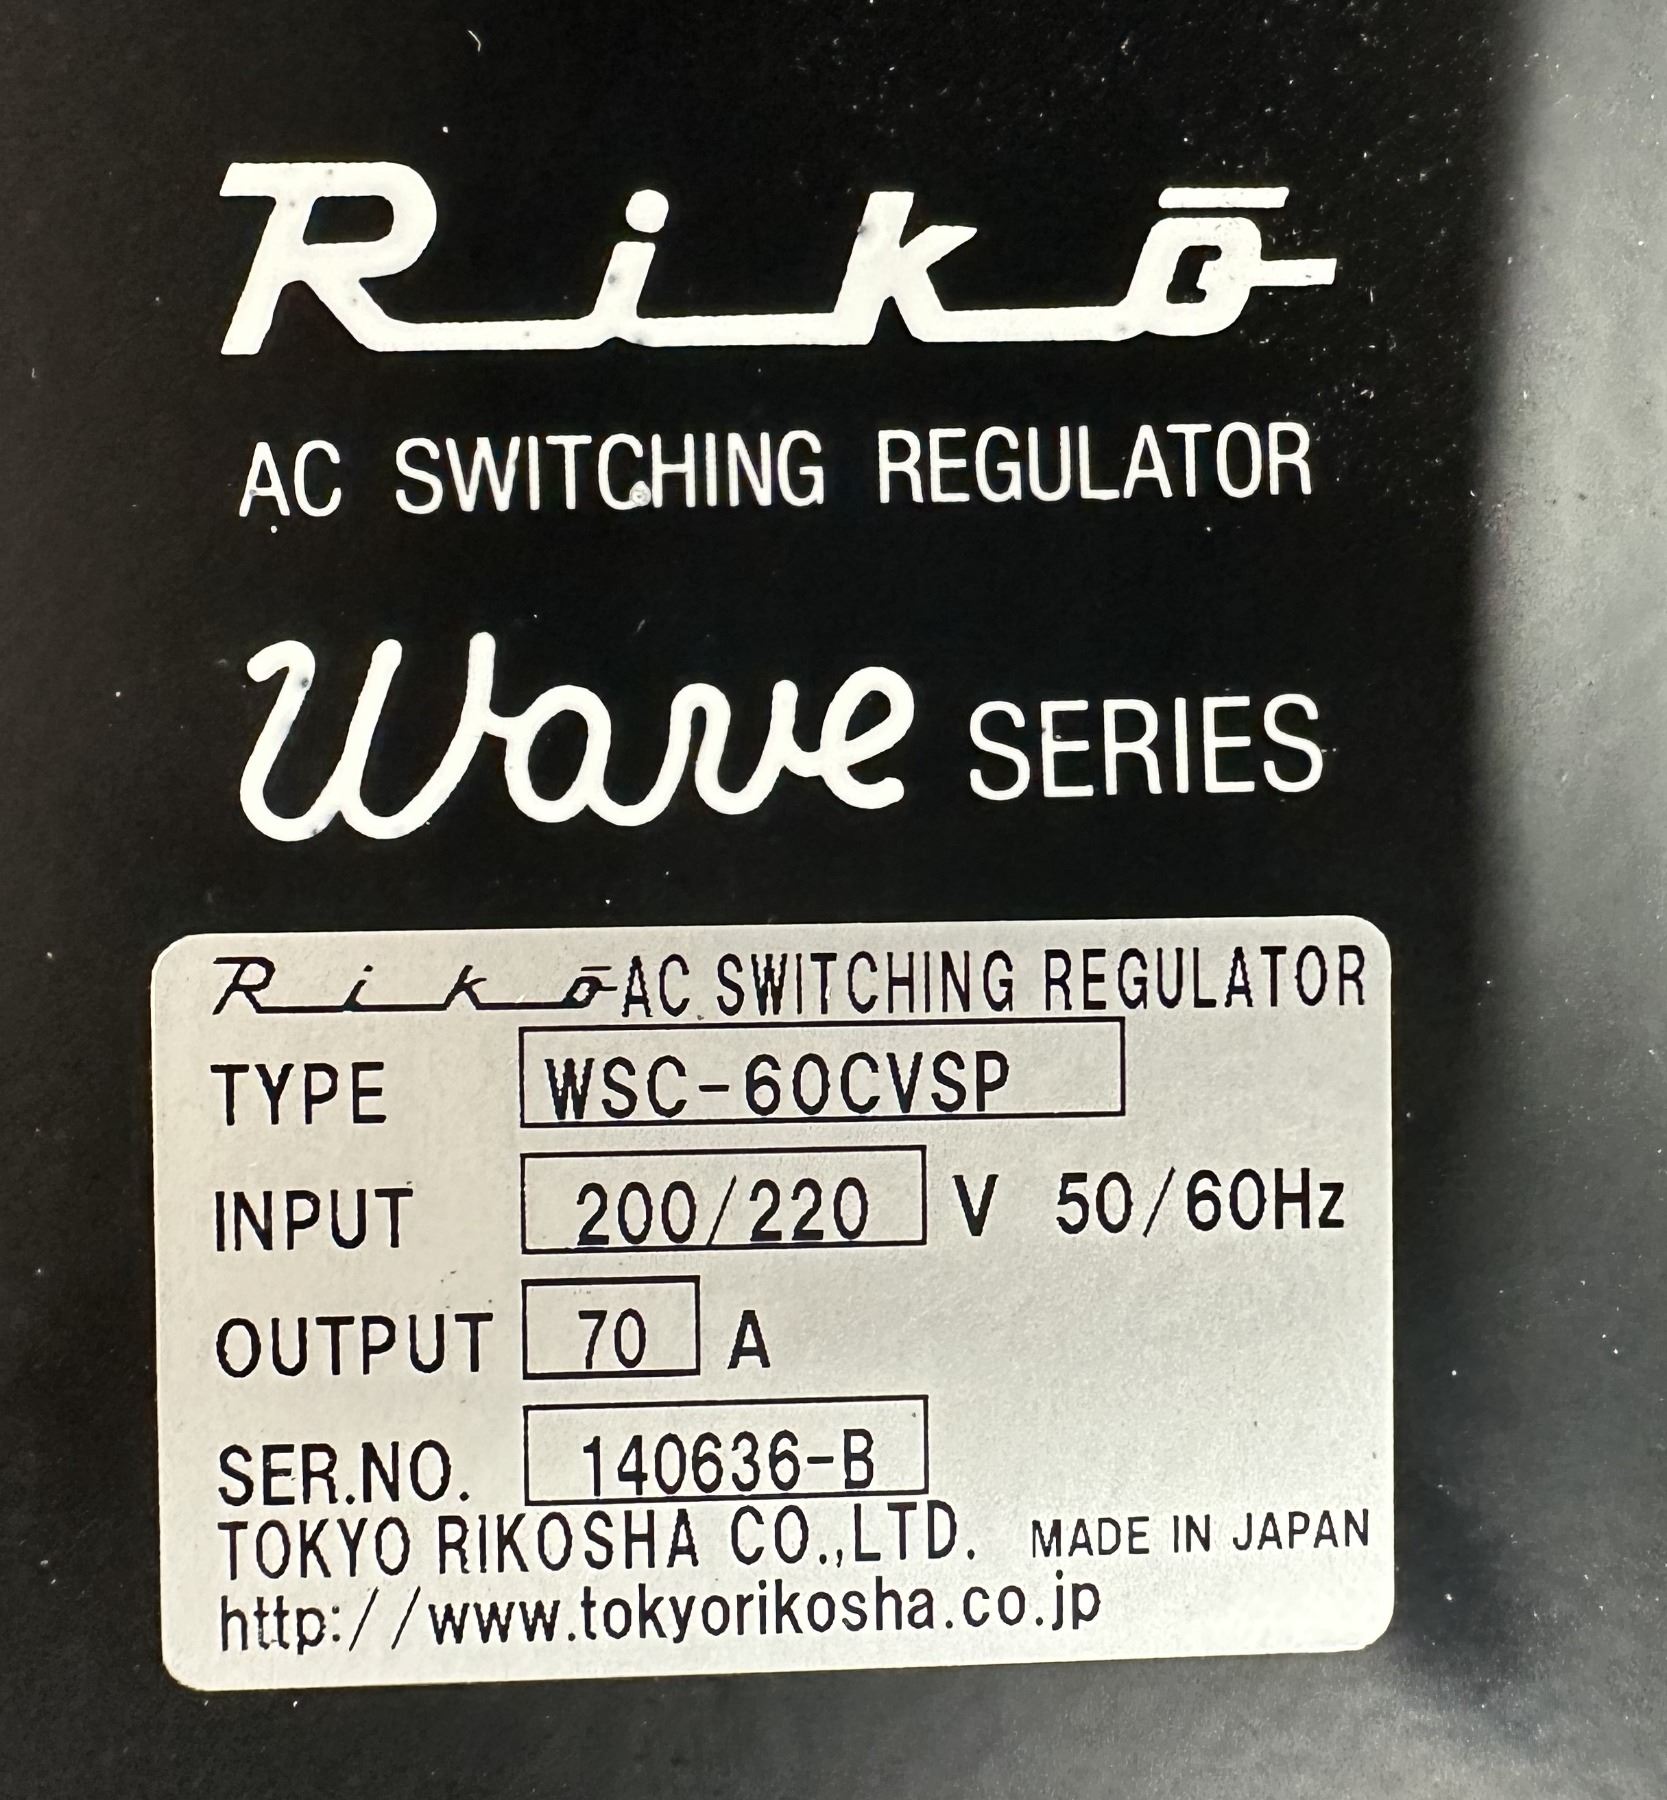 Rikō
AC SWITCHING REGULATOR
Wave SERIES
Rikō AC SWITCHING REGULATOR
TYPE WSC-60CVSP
INPUT 200/220 V 50/60Hz
OUTPUT 70 A
SER.NO. 140636-B
TOKYO RIKOSHA CO.,LTD. MADE IN JAPAN
http://www.tokyorikosha.co.jp